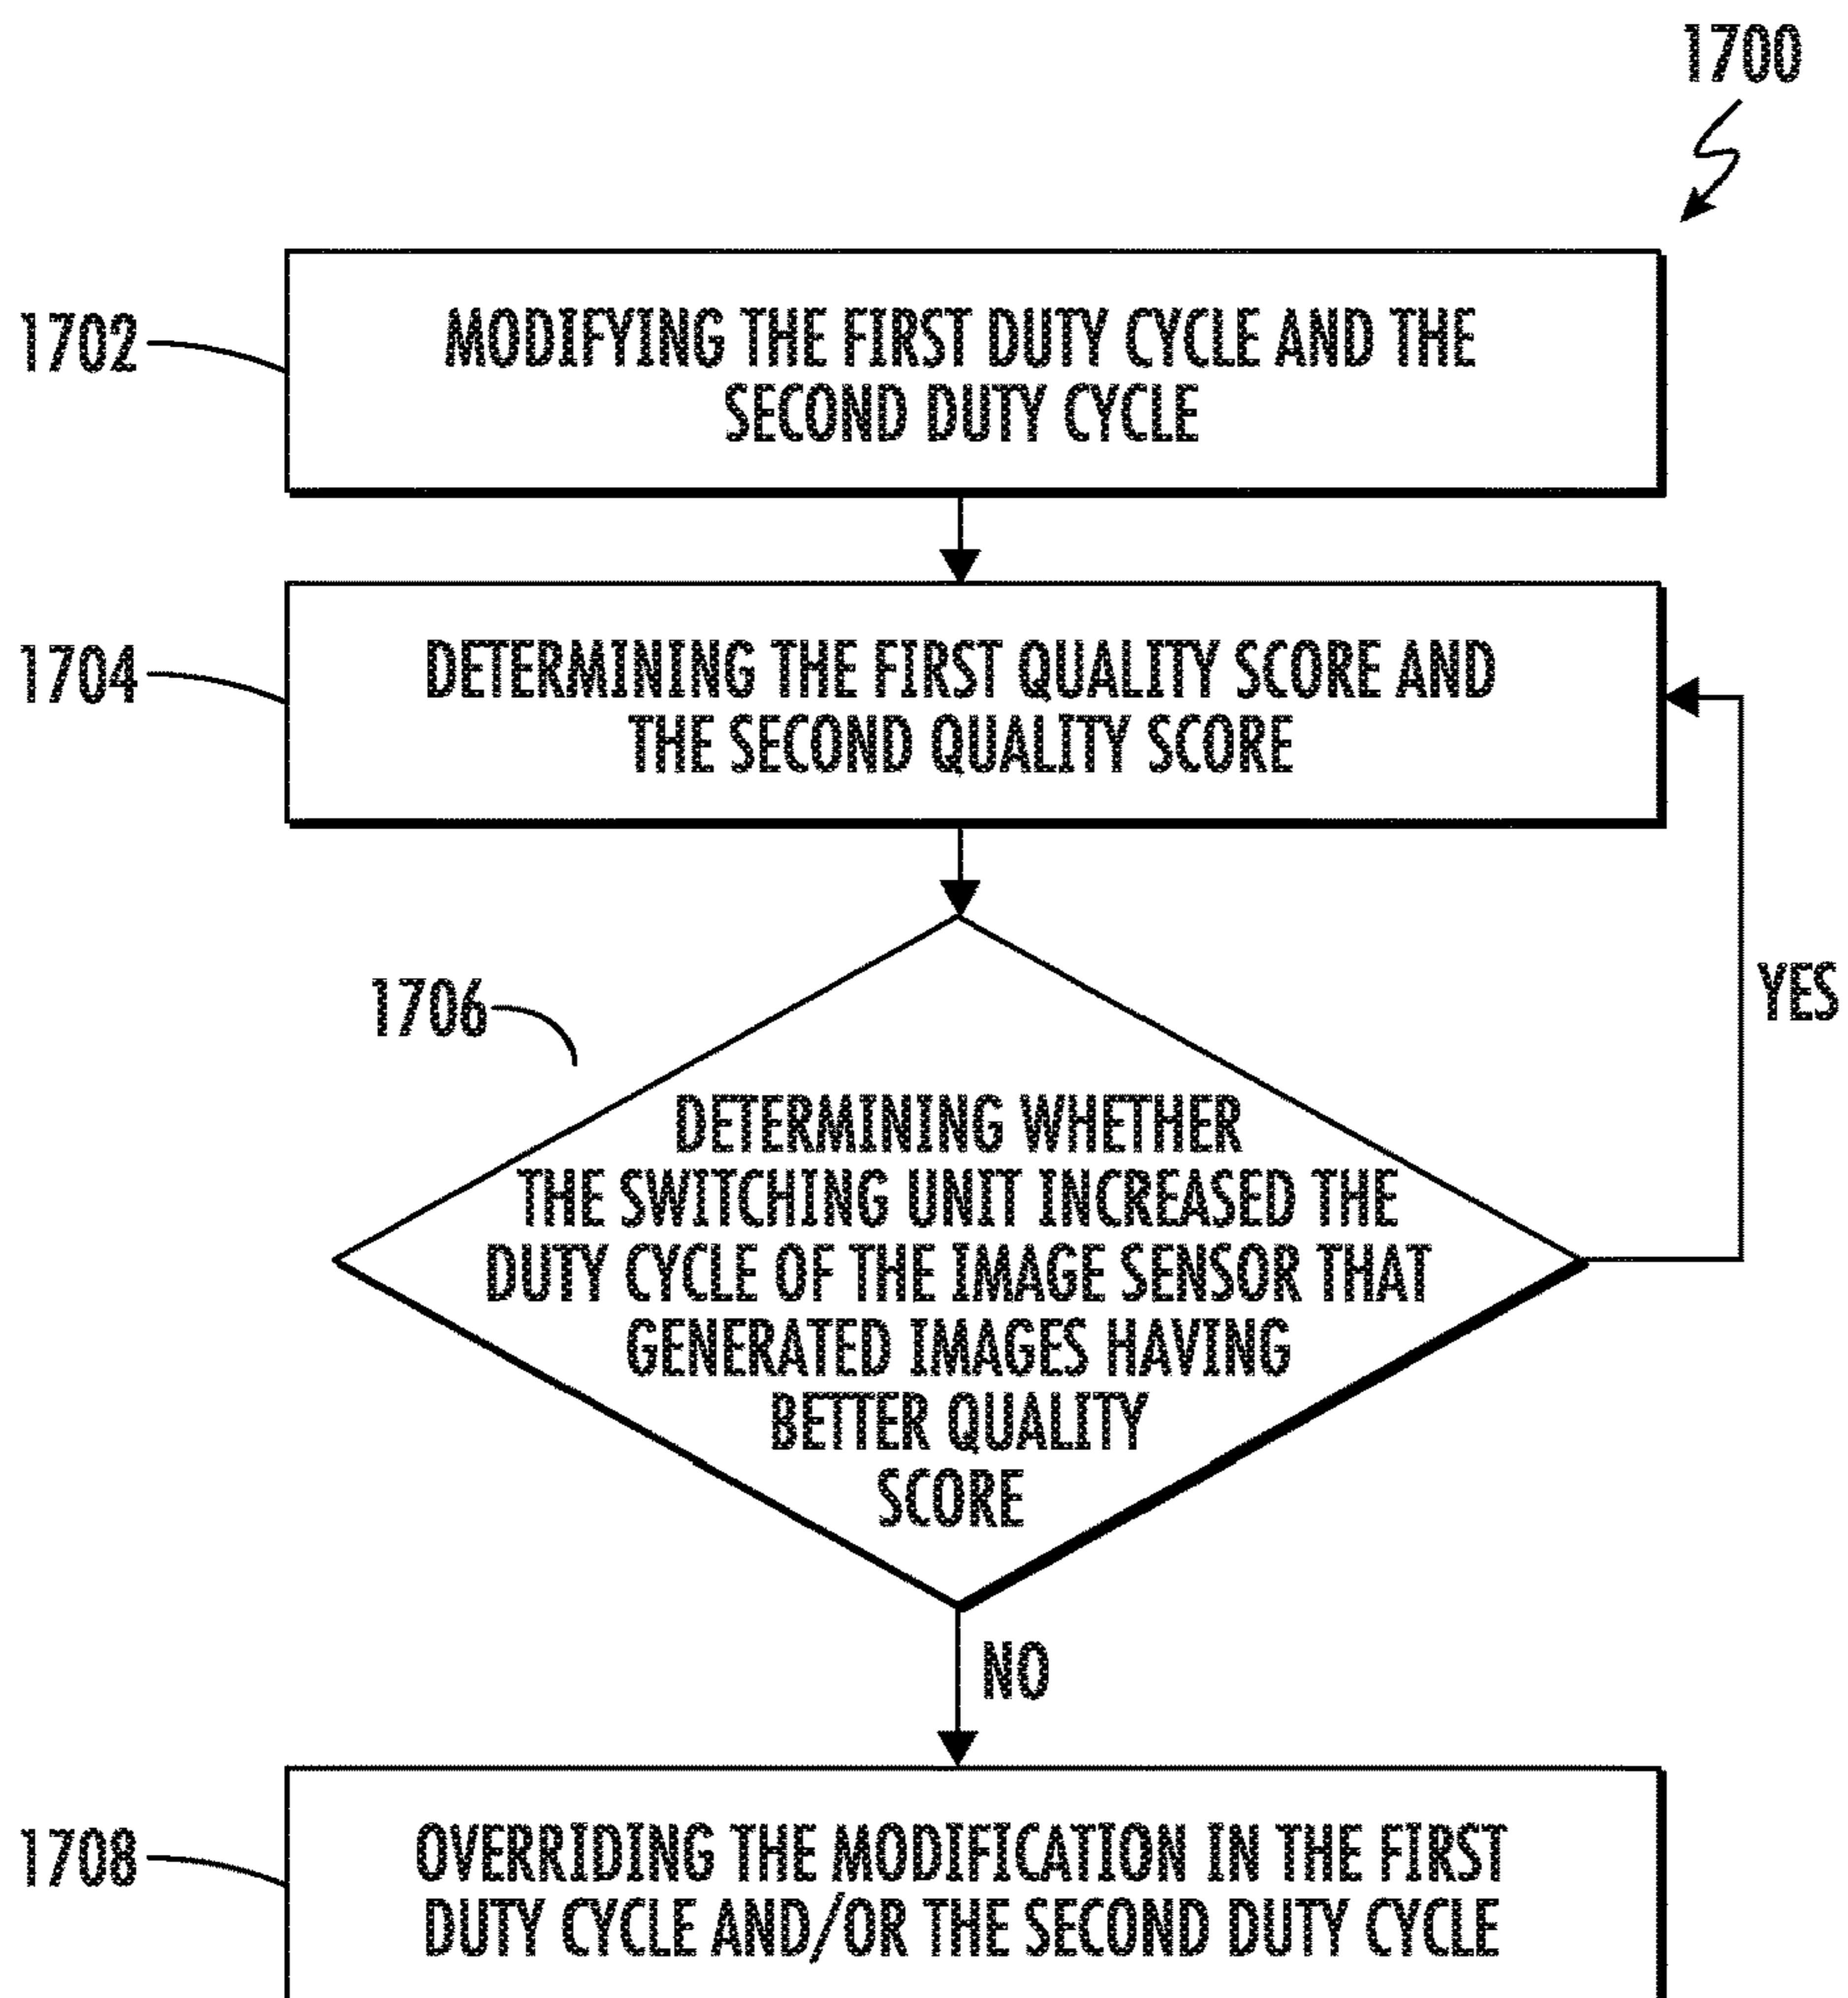 1700
1702
MODIFYING THE FIRST DUTY CYCLE AND THE
SECOND DUTY CYCLE
1704
DETERMINING THE FIRST QUALITY SCORE AND
THE SECOND QUALITY SCORE
YES
1706
DETERMINING WHETHER
THE SWITCHING UNIT INCREASED THE
DUTY CYCLE OF THE IMAGE SENSOR THAT
GENERATED IMAGES HAVING
BETTER QUALITY
SCORE
NO
1708
OVERRIDING THE MODIFICATION IN THE FIRST
DUTY CYCLE AND/OR THE SECOND DUTY CYCLE